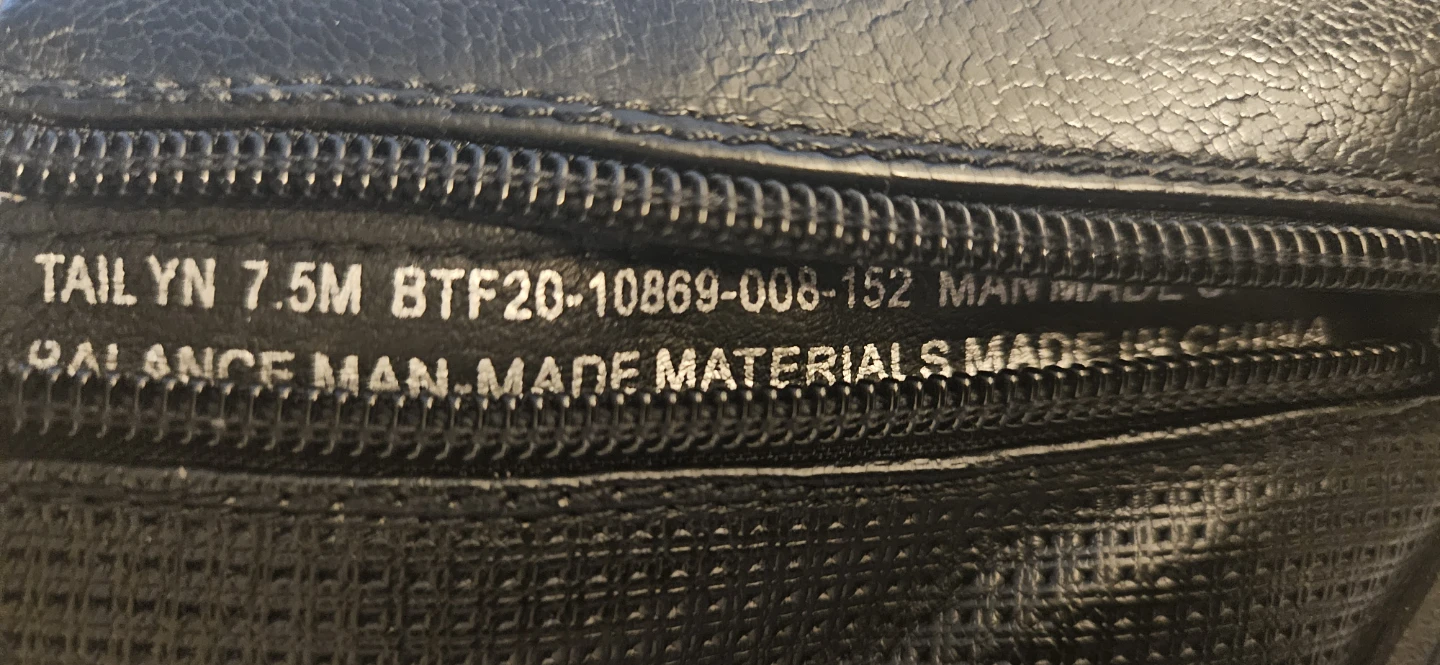 TAILYN 7.5M BTF20-10869-008-152 MAN MADE
BALANCE MAN-MADE MATERIALS MADE IN CHINA